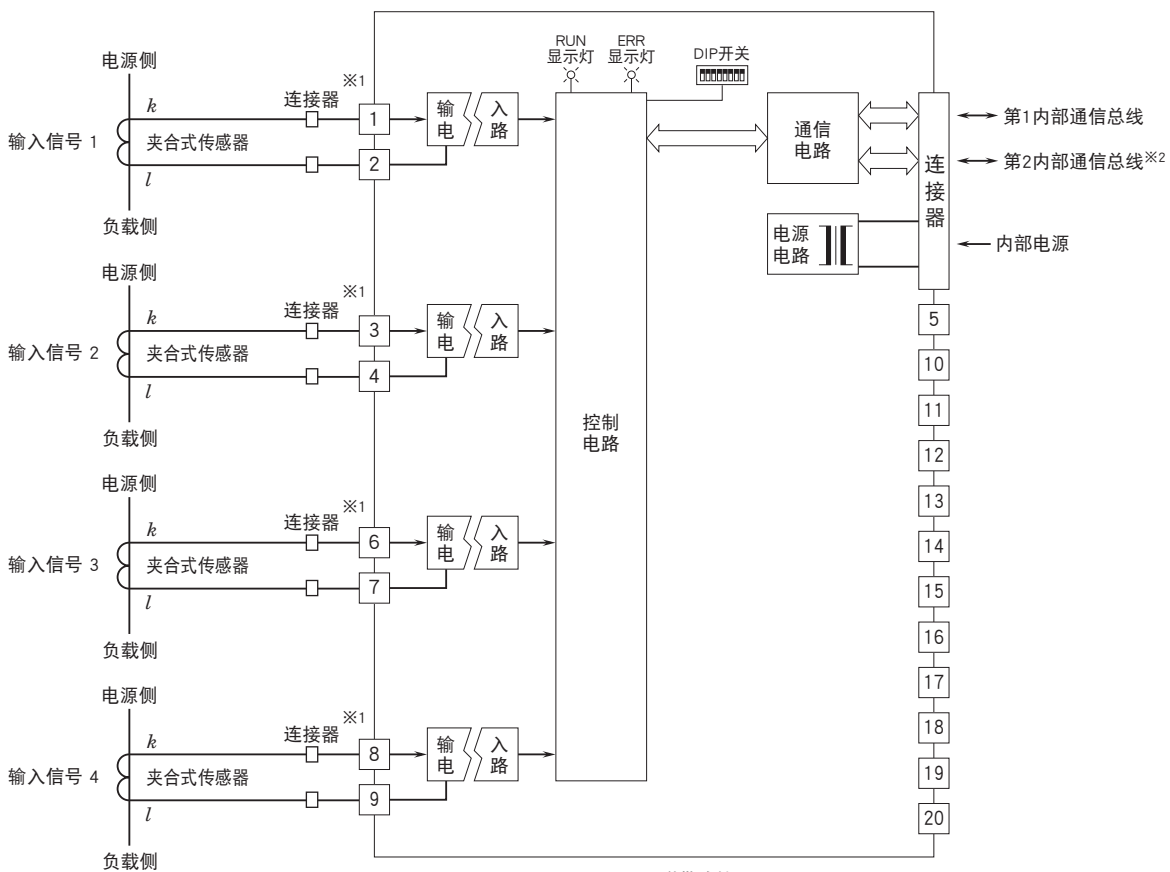 RUN
显示灯
ERR
显示灯
DIP开关
电源侧
k
连接器
※1
1
输入信号 1
夹合式传感器
2
l
负载侧
输 入
电 路
通信
电路
连接器
第1内部通信总线
第2内部通信总线※2
电源
电路
内部电源
电源侧
k
连接器
※1
3
输入信号 2
夹合式传感器
4
l
负载侧
输 入
电 路
控制
电路
电源侧
k
连接器
※1
6
输入信号 3
夹合式传感器
7
l
负载侧
输 入
电 路
电源侧
k
连接器
※1
8
输入信号 4
夹合式传感器
9
l
负载侧
输 入
电 路
5
10
11
12
13
14
15
16
17
18
19
20